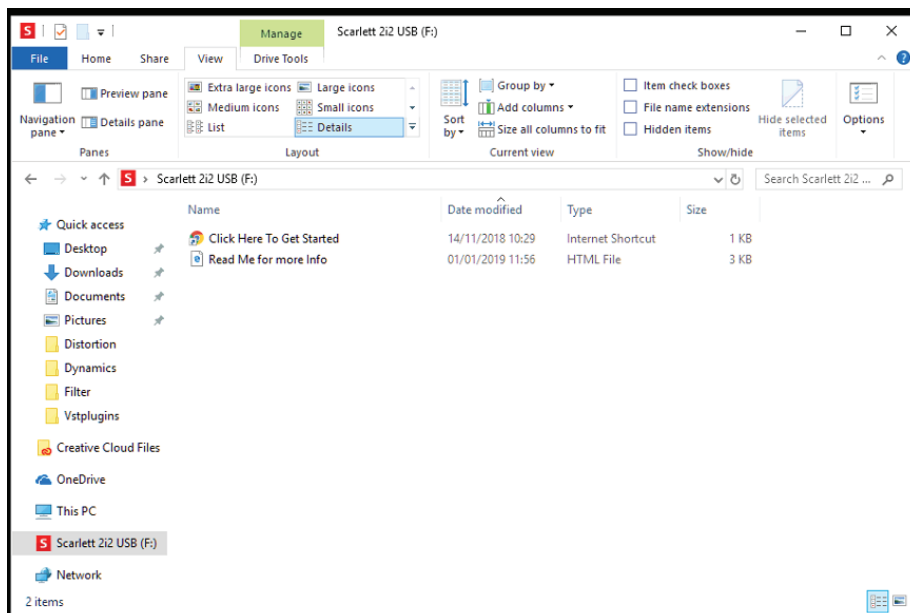 Manage Scarlett 2i2 USB (F:)
File Home Share View Drive Tools
Preview pane Extra large icons Large icons Group by Item check boxes
Navigation pane Details pane Medium icons Small icons Sort by Add columns File name extensions Hide selected items Options
List Details Size all columns to fit Hidden items
Panes Layout Current view Show/hide
S › Scarlett 2i2 USB (F:) Search Scarlett 2i2 ...
Name Date modified Type Size
Quick access
Click Here To Get Started 14/11/2018 10:29 Internet Shortcut 1 KB
Desktop
Read Me for more Info 01/01/2019 11:56 HTML File 3 KB
Downloads
Documents
Pictures
Distortion
Dynamics
Filter
Vstplugins
Creative Cloud Files
OneDrive
This PC
S Scarlett 2i2 USB (F:)
Network
2 items